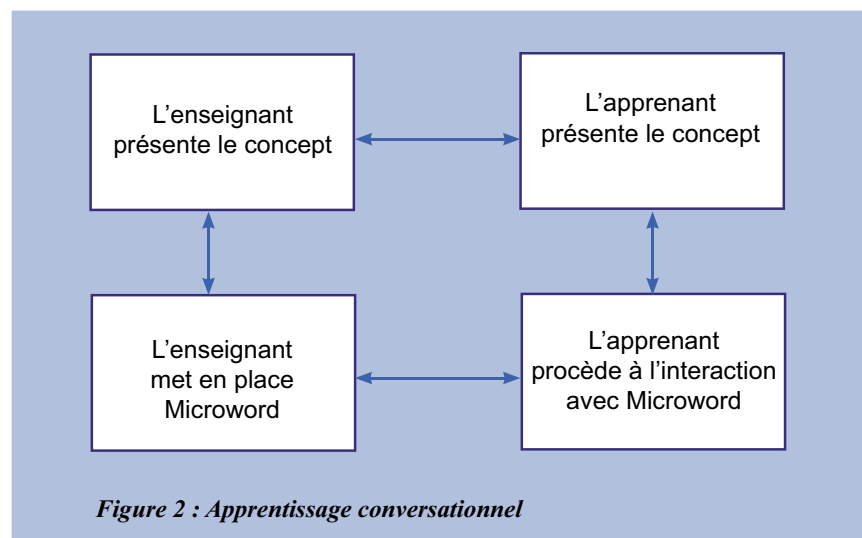 L’enseignant
présente le concept
L’apprenant
présente le concept
L’enseignant
met en place
Microword
L’apprenant
procède à l’interaction
avec Microword
Figure 2 : Apprentissage conversationnel